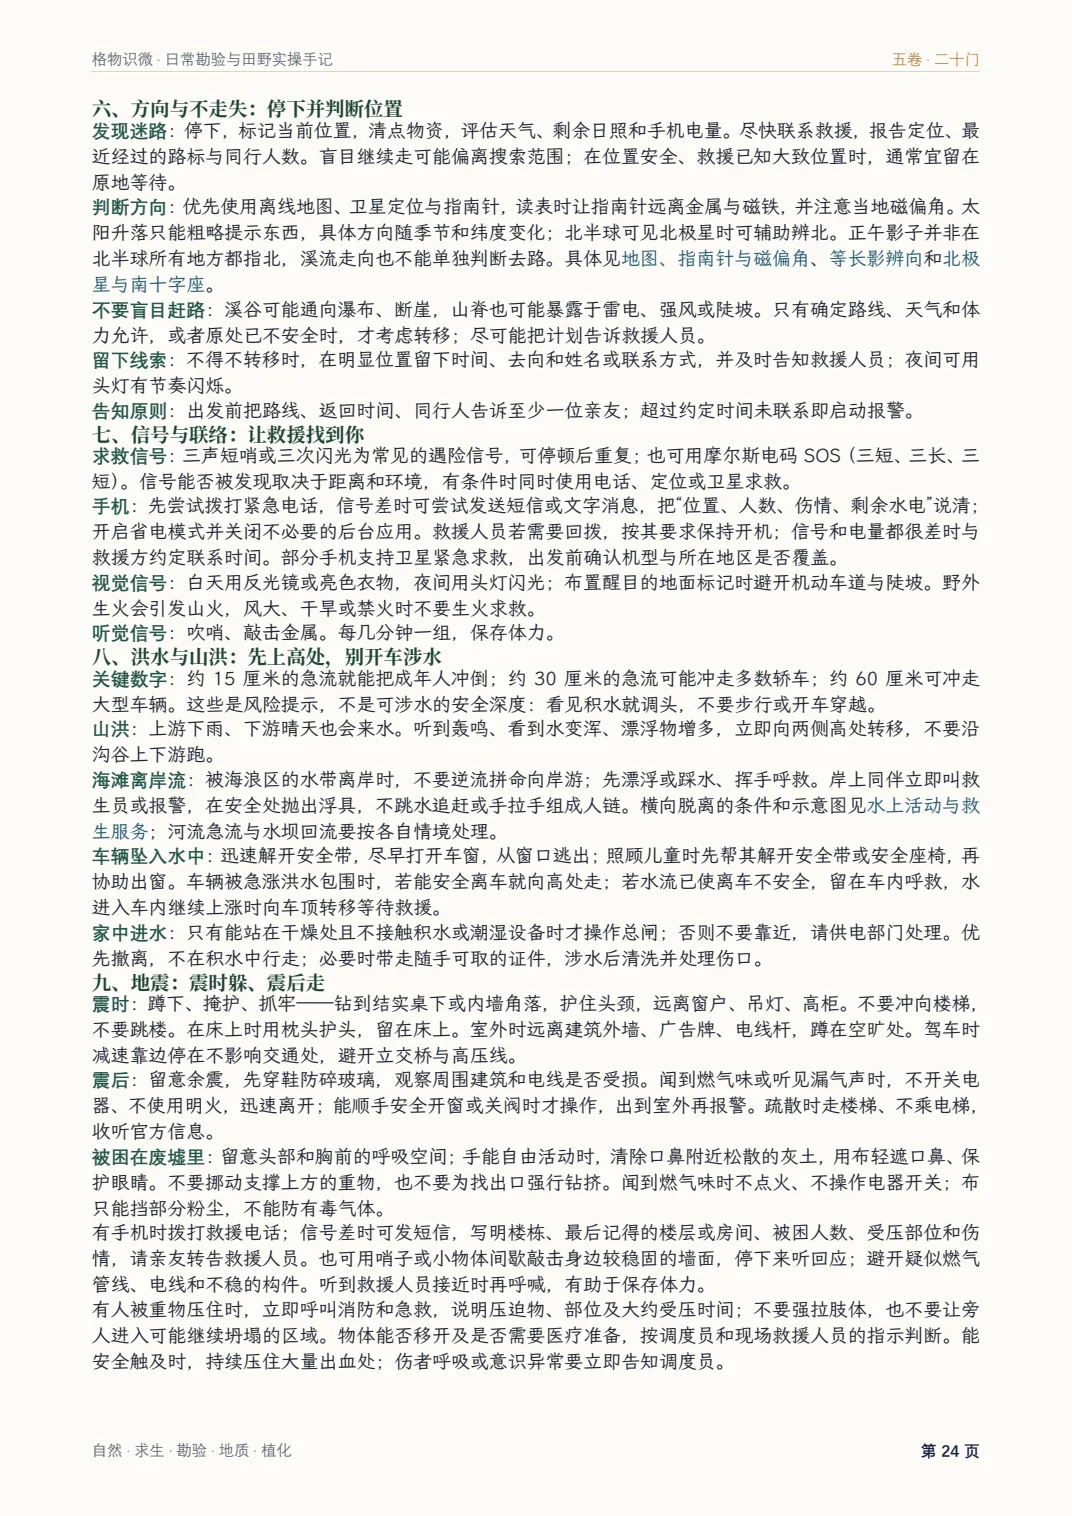 格物识微 · 日常勘验与田野实操手记
五卷 · 二十门
六、方向与不走失：停下并判断位置
发现迷路：停下，标记当前位置，清点物资，评估天气、剩余日照和手机电量。尽快联系救援，报告定位、最
近经过的路标与同行人数。盲目继续走可能偏离搜索范围；在位置安全、救援已知大致位置时，通常宜留在
原地等待。
判断方向：优先使用离线地图、卫星定位与指南针，读表时让指南针远离金属与磁铁，并注意当地磁偏角。太
阳升落只能粗略提示东西，具体方向随季节和纬度变化；北半球可见北极星时可辅助辨北。正午影子并非在
北半球所有地方都指北，溪流走向也不能单独判断去路。具体见地图、指南针与磁偏角、等长影辨向和北极
星与南十字座。
不要盲目赶路：溪谷可能通向瀑布、断崖，山脊也可能暴露于雷电、强风或陡坡。只有确定路线、天气和体
力允许，或者原处已不安全时，才考虑转移；尽可能把计划告诉救援人员。
留下线索：不得不转移时，在明显位置留下时间、去向和姓名或联系方式，并及时告知救援人员；夜间可用
头灯有节奏闪烁。
告知原则：出发前把路线、返回时间、同行人告诉至少一位亲友；超过约定时间未联系即启动报警。
七、信号与联络：让救援找到你
求救信号：三声短哨或三次闪光为常见的遇险信号，可停顿后重复；也可用摩尔斯电码 SOS（三短、三长、三
短）。信号能否被发现取决于距离和环境，有条件时同时使用电话、定位或卫星求救。
手机：先尝试拨打紧急电话，信号差时可尝试发送短信或文字消息，把“位置、人数、伤情、剩余水电”说清；
开启省电模式并关闭不必要的后台应用。救援人员若需要回拨，按其要求保持开机；信号和电量都很差时与
救援方约定联系时间。部分手机支持卫星紧急求救，出发前确认机型与所在地区是否覆盖。
视觉信号：白天用反光镜或亮色衣物，夜间用头灯闪光；布置醒目的地面标记时避开机动车道与陡坡。野外
生火会引发山火，风大、干旱或禁火时不要生火求救。
听觉信号：吹哨、敲击金属。每几分钟一组，保存体力。
八、洪水与山洪：先上高处，别开车涉水
关键数字：约 15 厘米的急流就能把成年人冲倒；约 30 厘米的急流可能冲走多数轿车；约 60 厘米可冲走
大型车辆。这些是风险提示，不是可涉水的安全深度：看见积水就调头，不要步行或开车穿越。
山洪：上游下雨、下游晴天也会来水。听到轰鸣、看到水变浑、漂浮物增多，立即向两侧高处转移，不要沿
沟谷上下游跑。
海滩离岸流：被海浪区的水带离岸时，不要逆流拼命向岸游；先漂浮或踩水、挥手呼救。岸上同伴立即叫救
生员或报警，在安全处抛出浮具，不跳水追赶或手拉手组成人链。横向脱离的条件和示意图见水上活动与救
生服务；河流急流与水坝回流要按各自情境处理。
车辆坠入水中：迅速解开安全带，尽早打开车窗，从窗口逃出；照顾儿童时先帮其解开安全带或安全座椅，再
协助出窗。车辆被急涨洪水包围时，若能安全离车就向高处走；若水流已使离车不安全，留在车内呼救，水
进入车内继续上涨时向车顶转移等待救援。
家中进水：只有能站在干燥处且不接触积水或潮湿设备时才操作总闸；否则不要靠近，请供电部门处理。优
先撤离，不在积水中行走；必要时带走随手可取的证件，涉水后清洗并处理伤口。
九、地震：震时躲、震后走
震时：蹲下、掩护、抓牢——钻到结实桌下或内墙角落，护住头颈，远离窗户、吊灯、高柜。不要冲向楼梯，
不要跳楼。在床上时用枕头护头，留在床上。室外时远离建筑外墙、广告牌、电线杆，蹲在空旷处。驾车时
减速靠边停在不影响交通处，避开立交桥与高压线。
震后：留意余震，先穿鞋防碎玻璃，观察周围建筑和电线是否受损。闻到燃气味或听见漏气声时，不开关电
器、不使用明火，迅速离开；能顺手安全开窗或关阀时才操作，出到室外再报警。疏散时走楼梯、不乘电梯，
收听官方信息。
被困在废墟里：留意头部和胸前的呼吸空间；手能自由活动时，清除口鼻附近松散的灰土，用布轻遮口鼻、保
护眼睛。不要挪动支撑上方的重物，也不要为找出口强行钻挤。闻到燃气味时不点火、不操作电器开关；布
只能挡部分粉尘，不能防有毒气体。
有手机时拨打救援电话；信号差时可发短信，写明楼栋、最后记得的楼层或房间、被困人数、受压部位和伤
情，请亲友转告救援人员。也可用哨子或小物体间歇敲击身边较稳固的墙面，停下来听回应；避开疑似燃气
管线、电线和不稳的构件。听到救援人员接近时再呼喊，有助于保存体力。
有人被重物压住时，立即呼叫消防和急救，说明压迫物、部位及大约受压时间；不要强拉肢体，也不要让旁
人进入可能继续坍塌的区域。物体能否移开及是否需要医疗准备，按调度员和现场救援人员的指示判断。能
安全触及时，持续压住大量出血处；伤者呼吸或意识异常要立即告知调度员。
自然 · 求生 · 勘验 · 地质 · 植化
第 24 页